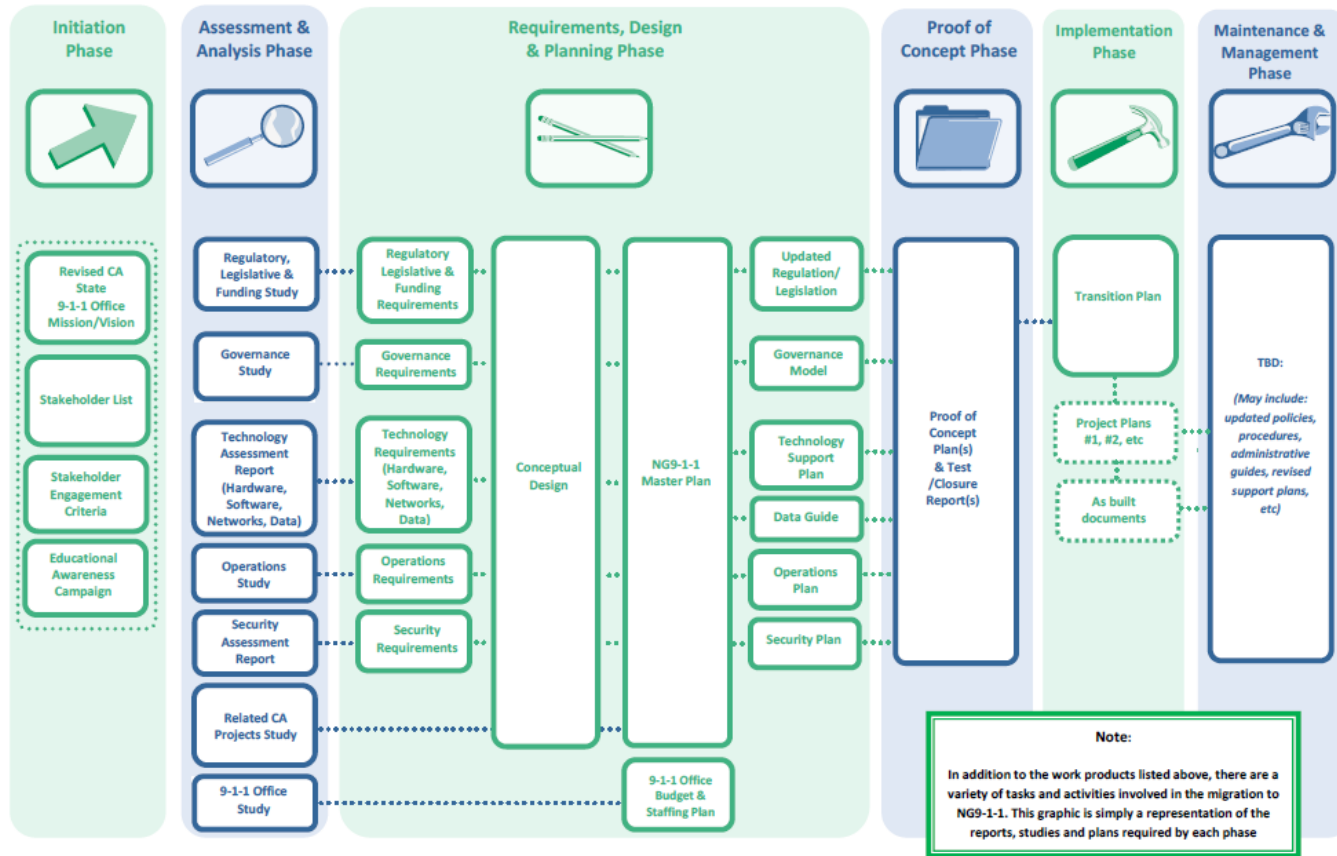 Initiation
Phase
Assessment &
Analysis Phase
Requirements, Design
& Planning Phase
Proof of
Concept Phase
Implementation
Phase
Maintenance &
Management
Phase
Revised CA
State
9-1-1 Office
Mission/Vision
Stakeholder List
Stakeholder
Engagement
Criteria
Educational
Awareness
Campaign
Regulatory,
Legislative &
Funding Study
Governance
Study
Technology
Assessment
Report
(Hardware,
Software,
Networks, Data)
Operations
Study
Security
Assessment
Report
Related CA
Projects Study
9-1-1 Office
Study
Regulatory
Legislative &
Funding
Requirements
Governance
Requirements
Technology
Requirements
(Hardware,
Software,
Networks,
Data)
Operations
Requirements
Security
Requirements
Conceptual
Design
NG9-1-1
Master Plan
9-1-1 Office
Budget &
Staffing Plan
Updated
Regulation/
Legislation
Governance
Model
Technology
Support
Plan
Data Guide
Operations
Plan
Security Plan
Proof of
Concept
Plan(s)
& Test
/Closure
Report(s)
Transition Plan
Project Plans
#1, #2, etc
As built
documents
TBD:
(May include:
updated policies,
procedures,
administrative
guides, revised
support plans,
etc)
Note:
In addition to the work products listed above, there are a
variety of tasks and activities involved in the migration to
NG9-1-1. This graphic is simply a representation of the
reports, studies and plans required by each phase